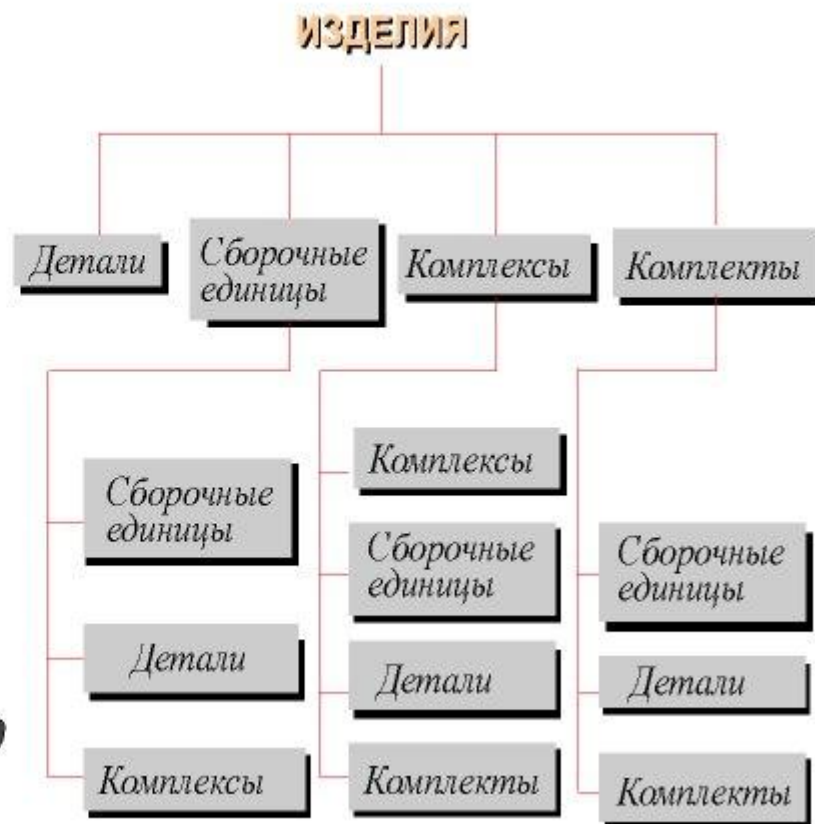 ИЗДЕЛИЯ
Детали
Сборочные
единицы
Комплексы
Комплекты
Сборочные
единицы
Детали
Комплексы
Комплексы
Сборочные
единицы
Детали
Комплекты
Сборочные
единицы
Детали
Комплекты